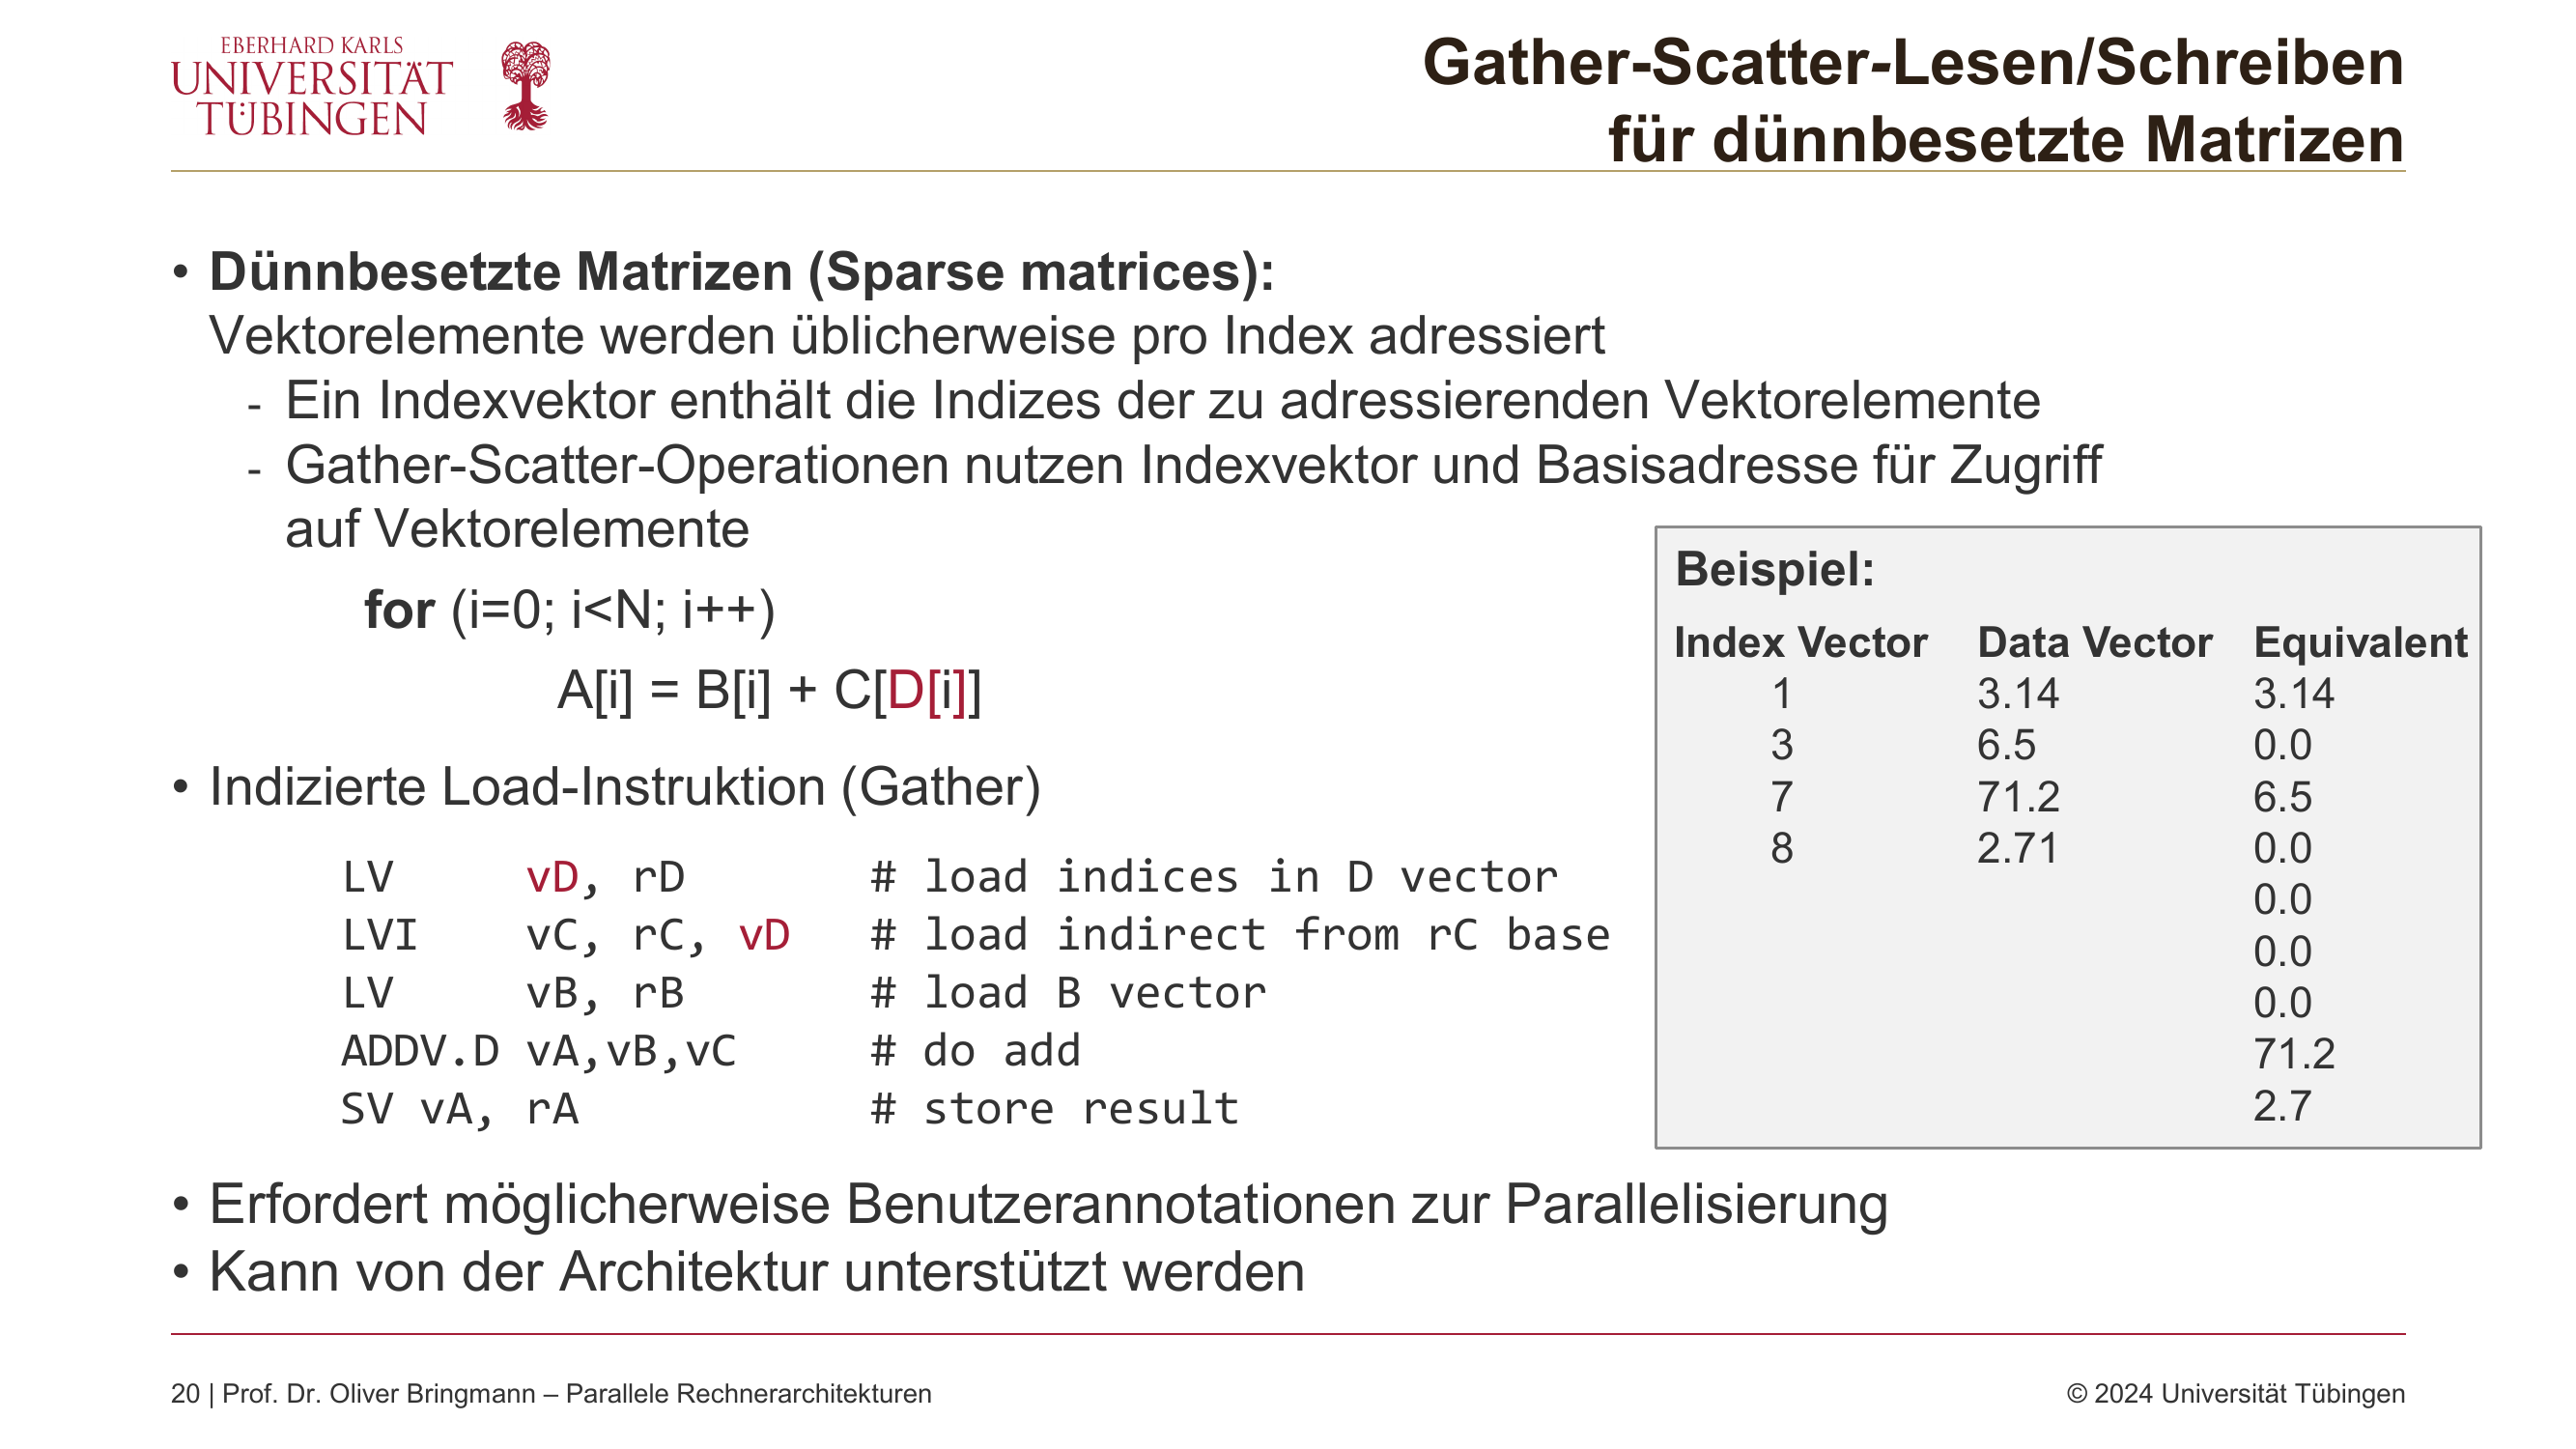 EBERHARD KARLS
UNIVERSITÄT
TÜBINGEN
Gather-Scatter-Lesen/Schreiben
für dünnbesetzte Matrizen
• Dünnbesetzte Matrizen (Sparse matrices):
Vektorelemente werden üblicherweise pro Index adressiert
- Ein Indexvektor enthält die Indizes der zu adressierenden Vektorelemente
- Gather-Scatter-Operationen nutzen Indexvektor und Basisadresse für Zugriff
auf Vektorelemente
for (i=0; i<N; i++)
A[i] = B[i] + C[D[i]]
• Indizierte Load-Instruktion (Gather)
LV vD, rD # load indices in D vector
LVI vC, rC, vD # load indirect from rC base
LV vB, rB # load B vector
ADDV.D vA,vB,vC # do add
SV vA, rA # store result
Beispiel:
Index Vector Data Vector Equivalent
1 3.14 3.14
3 6.5 0.0
7 71.2 6.5
8 2.71 0.0
0.0
0.0
0.0
71.2
2.7
• Erfordert möglicherweise Benutzerannotationen zur Parallelisierung
• Kann von der Architektur unterstützt werden
20 | Prof. Dr. Oliver Bringmann – Parallele Rechnerarchitekturen
© 2024 Universität Tübingen